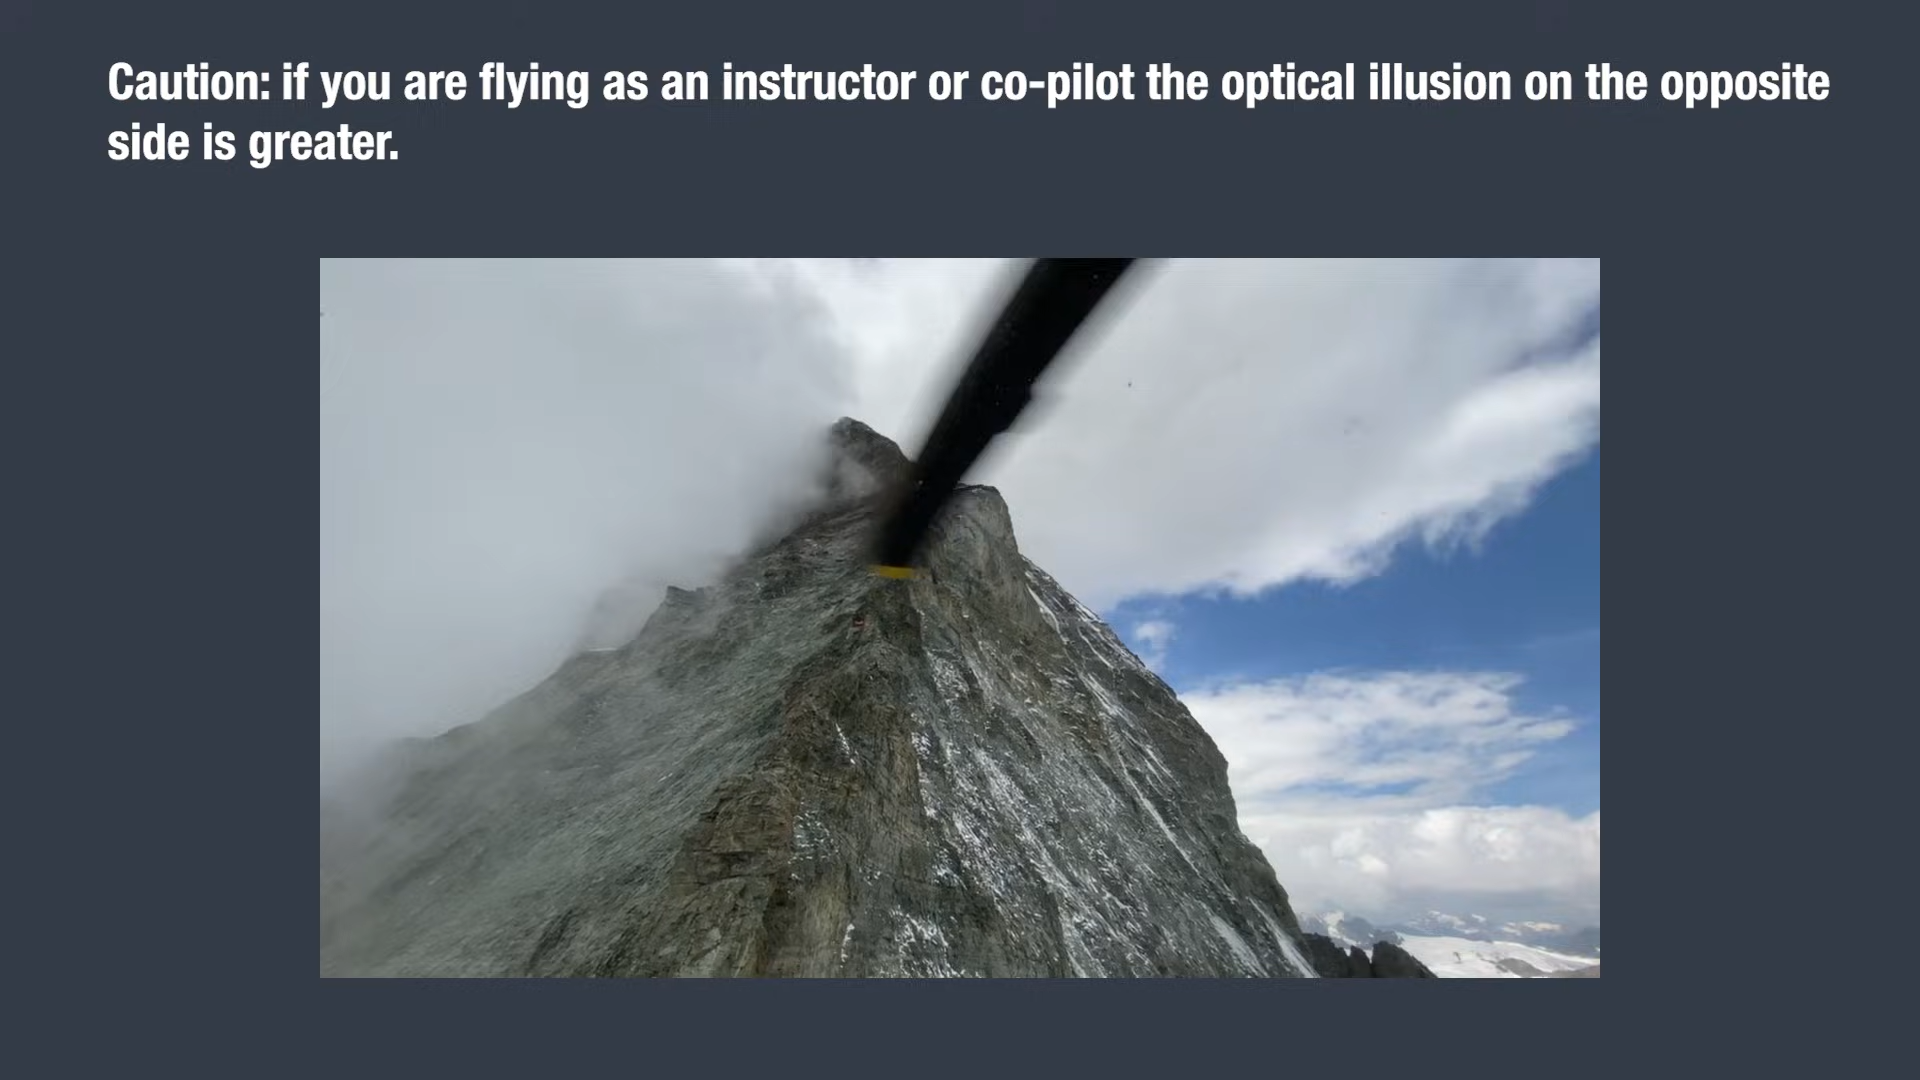 Caution: if you are flying as an instructor or co-pilot the optical illusion on the opposite
side is greater.